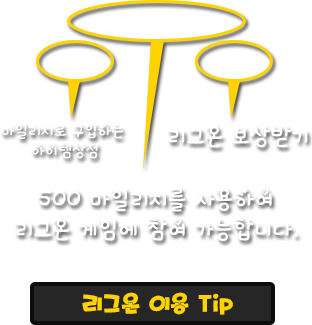 마일리지로 구입하는
하이템상점
리그온 보상받기
500 마일리지를 사용하여
리그온 게임에 참여 가능합니다.
리그온 이용 Tip